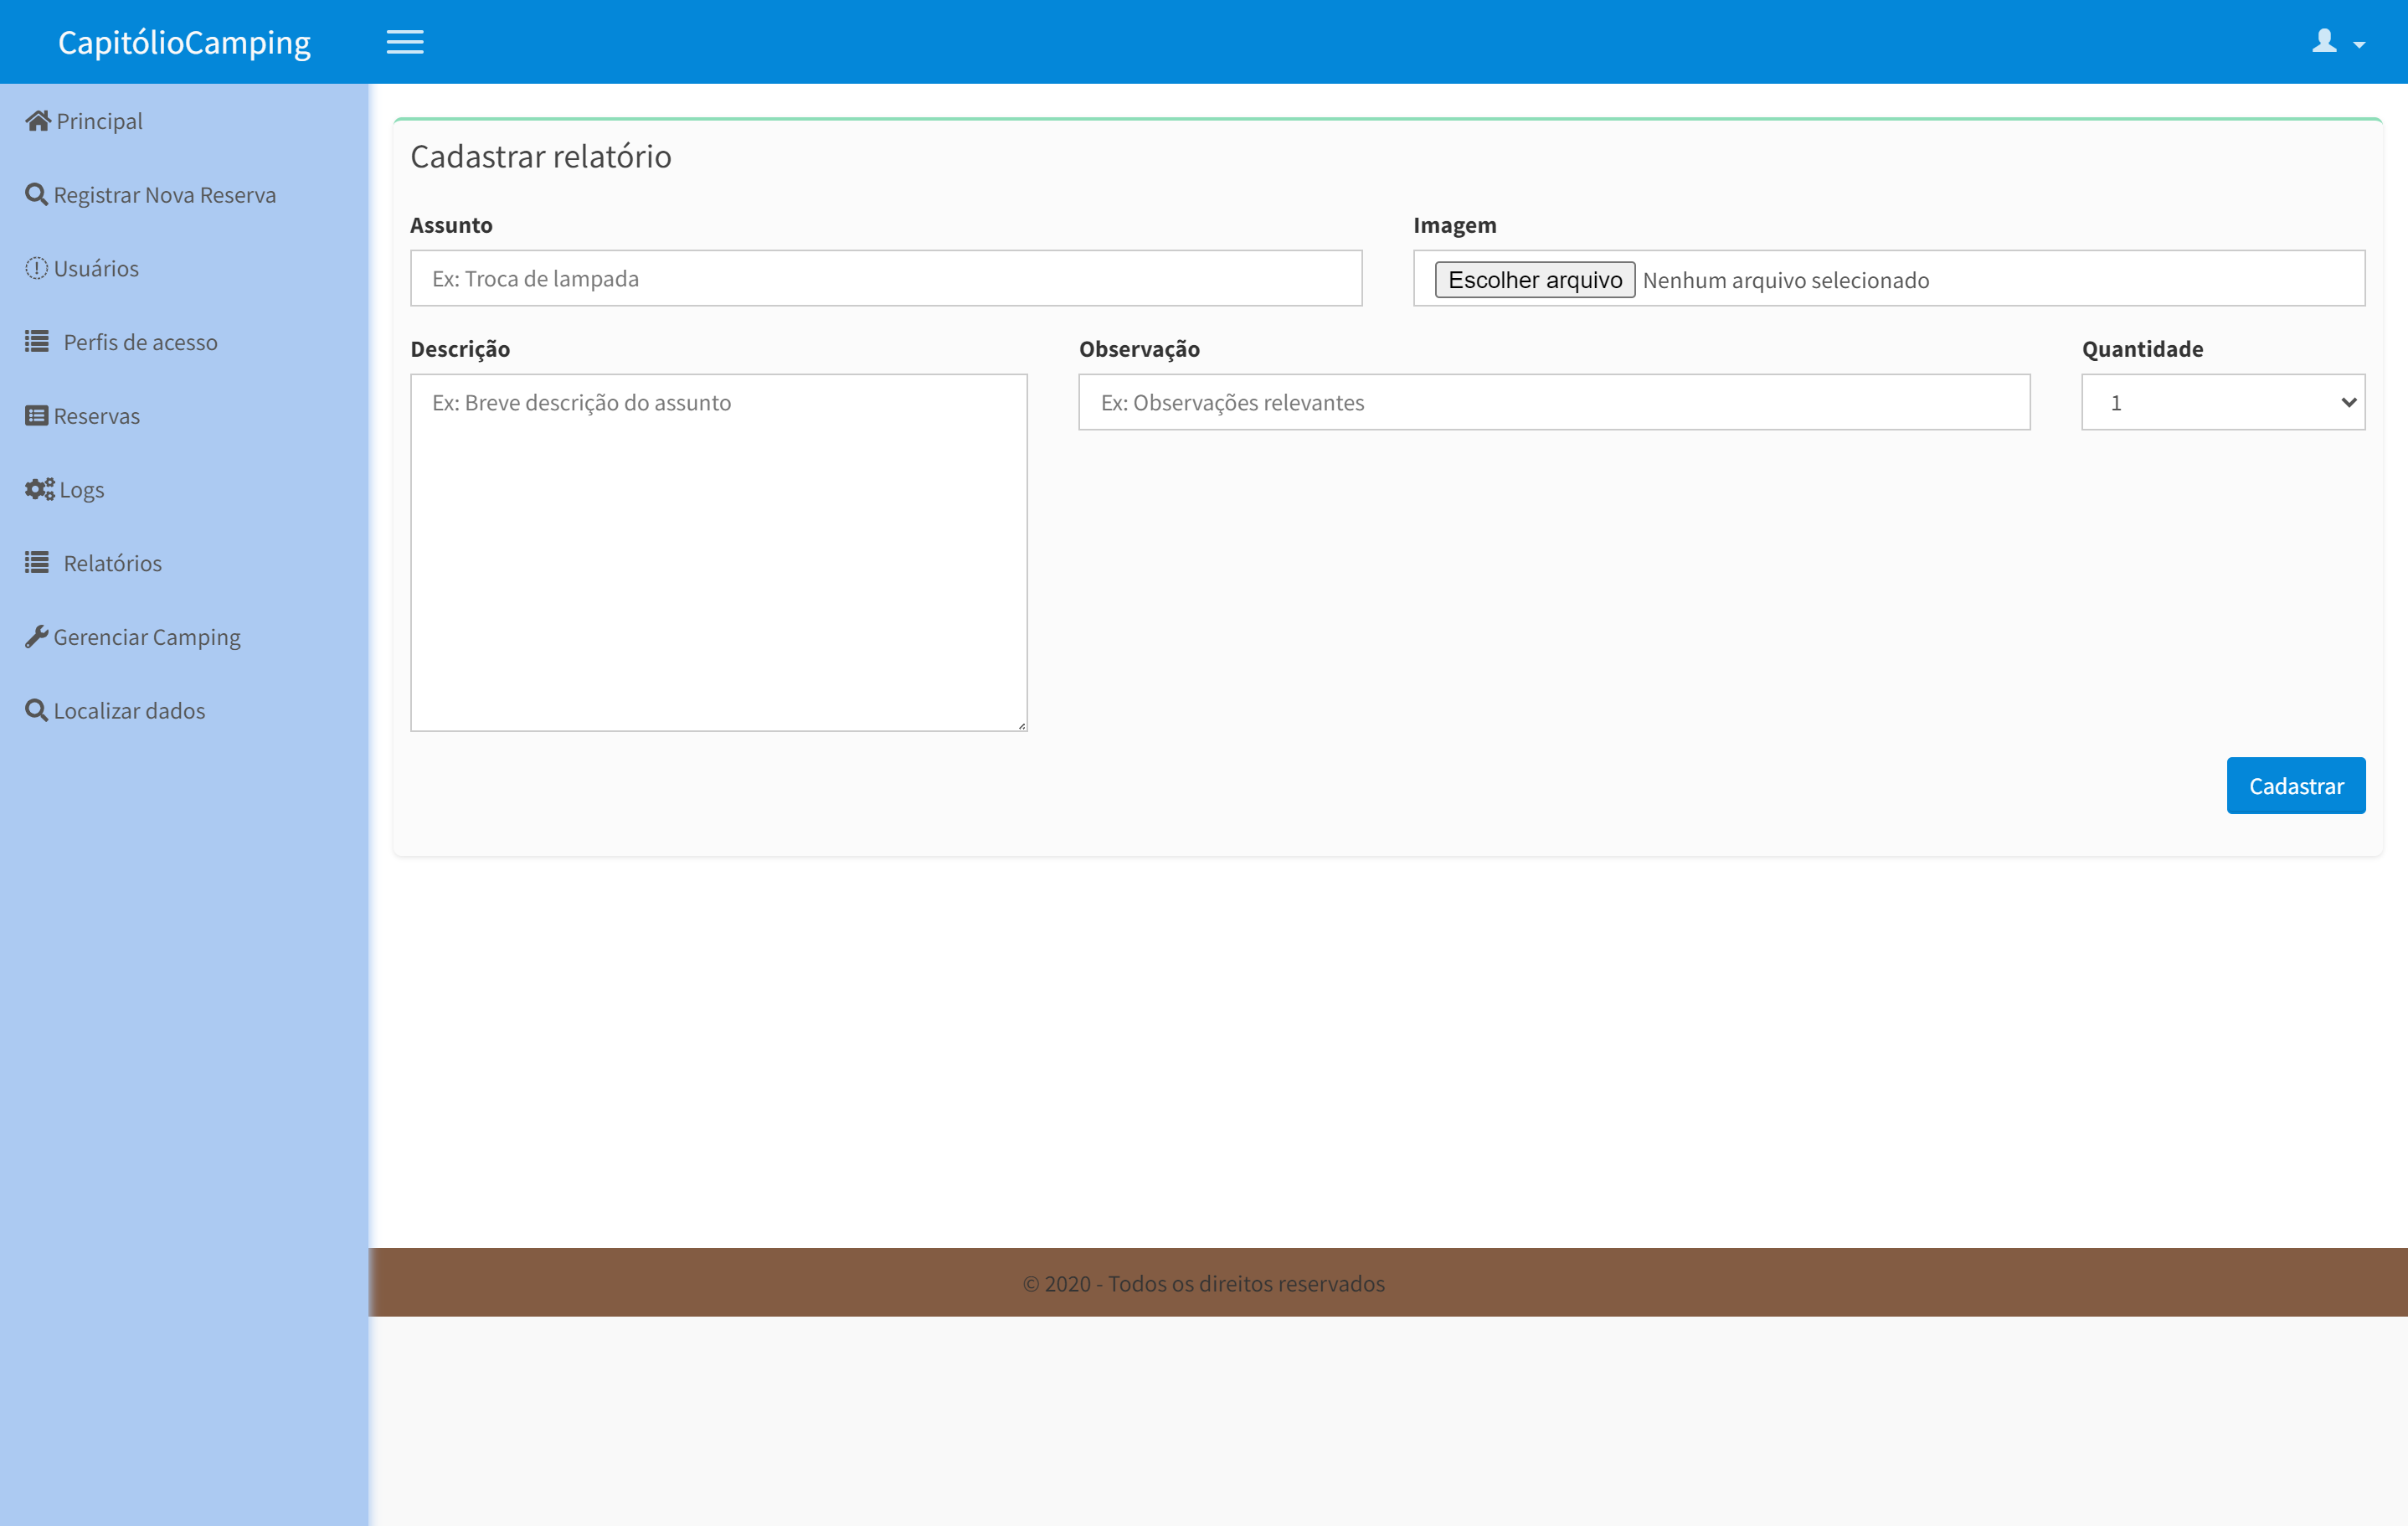 CapitólioCamping
Principal
Registrar Nova Reserva
Usuários
Perfis de acesso
Reservas
Logs
Relatórios
Gerenciar Camping
Localizar dados
Cadastrar relatório
Assunto
Ex: Troca de lampada
Imagem
Escolher arquivo Nenhum arquivo selecionado
Descrição
Ex: Breve descrição do assunto
Observação
Ex: Observações relevantes
Quantidade
1
Cadastrar
© 2020 - Todos os direitos reservados